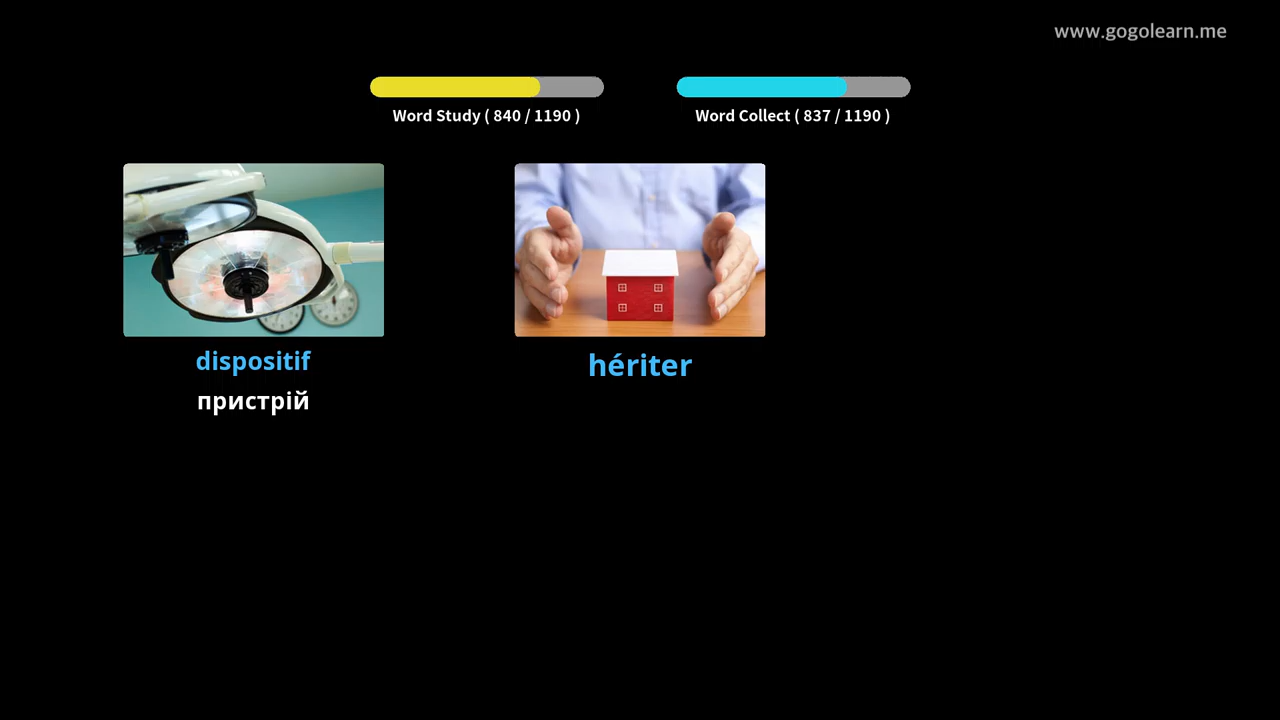 www.gogolearn.me
Word Study ( 840 / 1190 )
Word Collect ( 837 / 1190 )
dispositif
пристрій
hériter